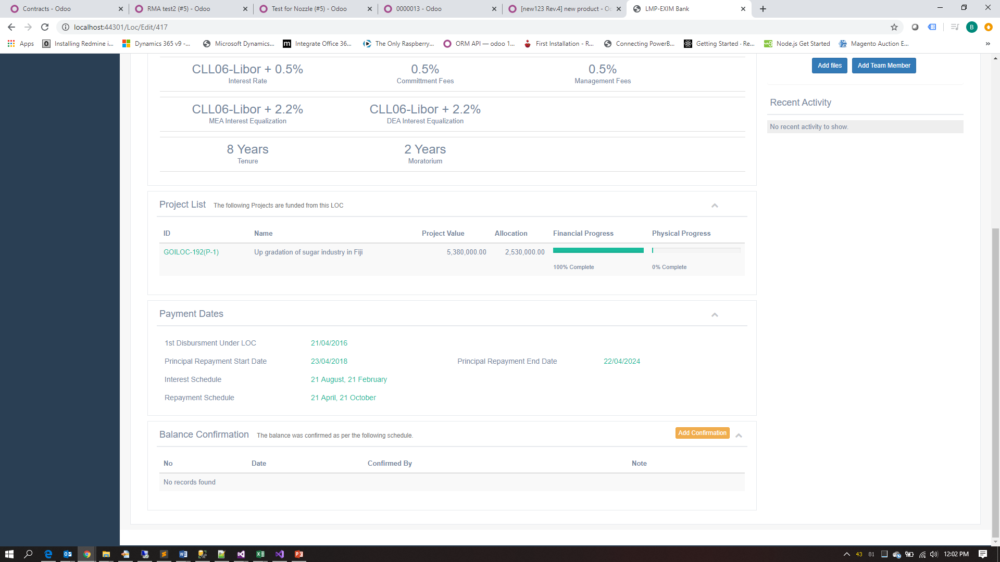 Contracts - Odoo
RMA test2 (#5) - Odoo
Test for Nozzle (#5) - Odoo
0000013 - Odoo
[new123 Rev.4] new product - Oc
LMP-EXIM Bank
localhost:44301/Loc/Edit/417
B
Apps
Installing Redmine i...
Dynamics 365 v9 -...
Microsoft Dynamics...
Integrate Office 36...
The Only Raspberry...
ORM API — odoo 1...
First Installation - R...
Connecting PowerB...
Getting Started · Re...
Node.js Get Started
Magento Auction E...
»
CLL06-Libor + 0.5%
Interest Rate
0.5%
Committment Fees
0.5%
Management Fees
CLL06-Libor + 2.2%
MEA Interest Equalization
CLL06-Libor + 2.2%
DEA Interest Equalization
8 Years
Tenure
2 Years
Moratorium
Add files
Add Team Member
Recent Activity
No recent activity to show.
Project List The following Projects are funded from this LOC
ID Name Project Value Allocation Financial Progress Physical Progress
GOILOC-192(P-1) Up gradation of sugar industry in Fiji 5,380,000.00 2,530,000.00
100% Complete 0% Complete
Payment Dates
1st Disbursment Under LOC 21/04/2016
Principal Repayment Start Date 23/04/2018 Principal Repayment End Date 22/04/2024
Interest Schedule 21 August, 21 February
Repayment Schedule 21 April, 21 October
Balance Confirmation The balance was confirmed as per the following schedule. Add Confirmation
No Date Confirmed By Note
No records found
43 81 12:02 PM